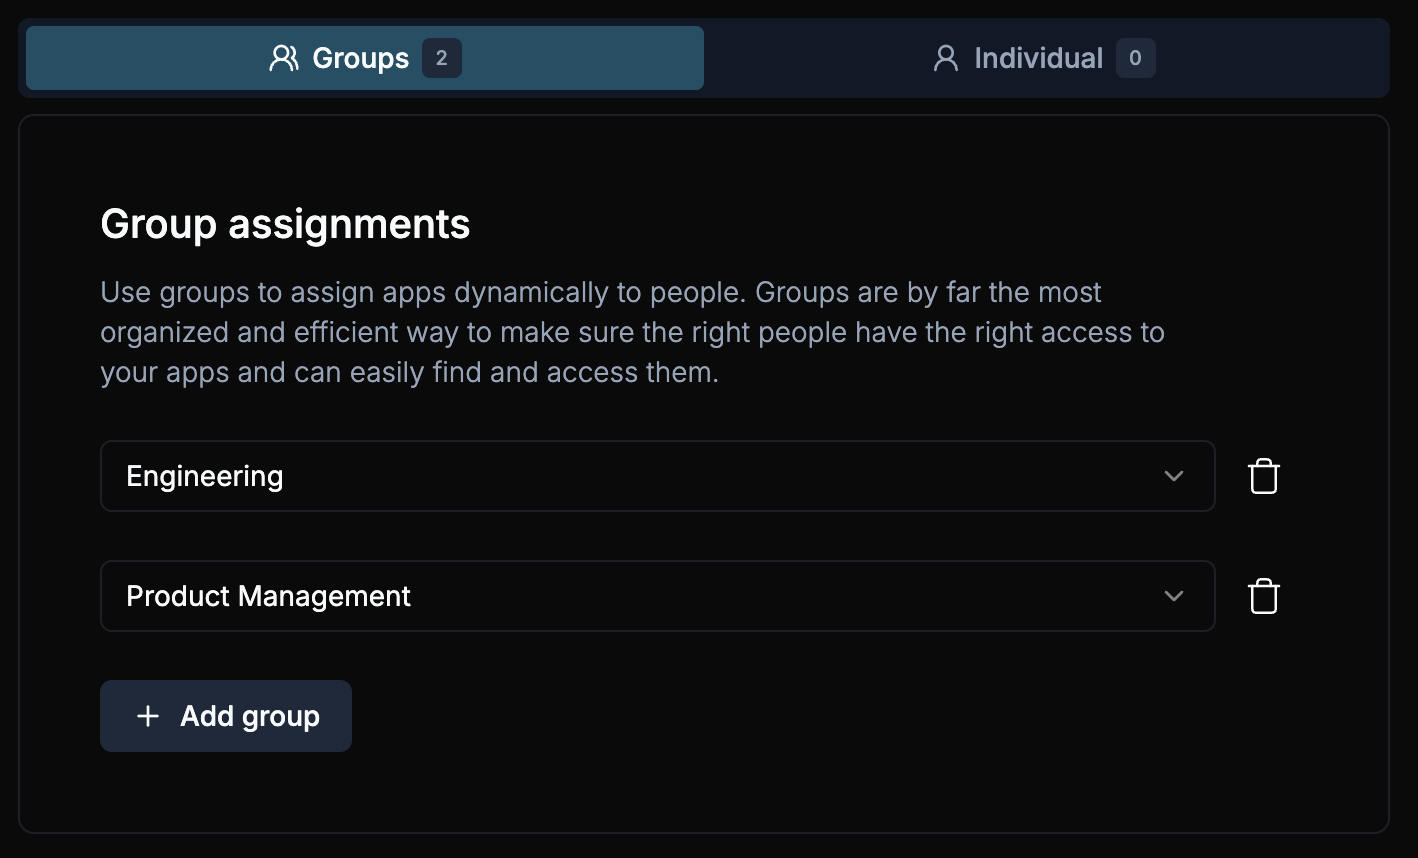 Groups 2
Individual 0
Group assignments
Use groups to assign apps dynamically to people. Groups are by far the most
organized and efficient way to make sure the right people have the right access to
your apps and can easily find and access them.
Engineering
Product Management
Add group